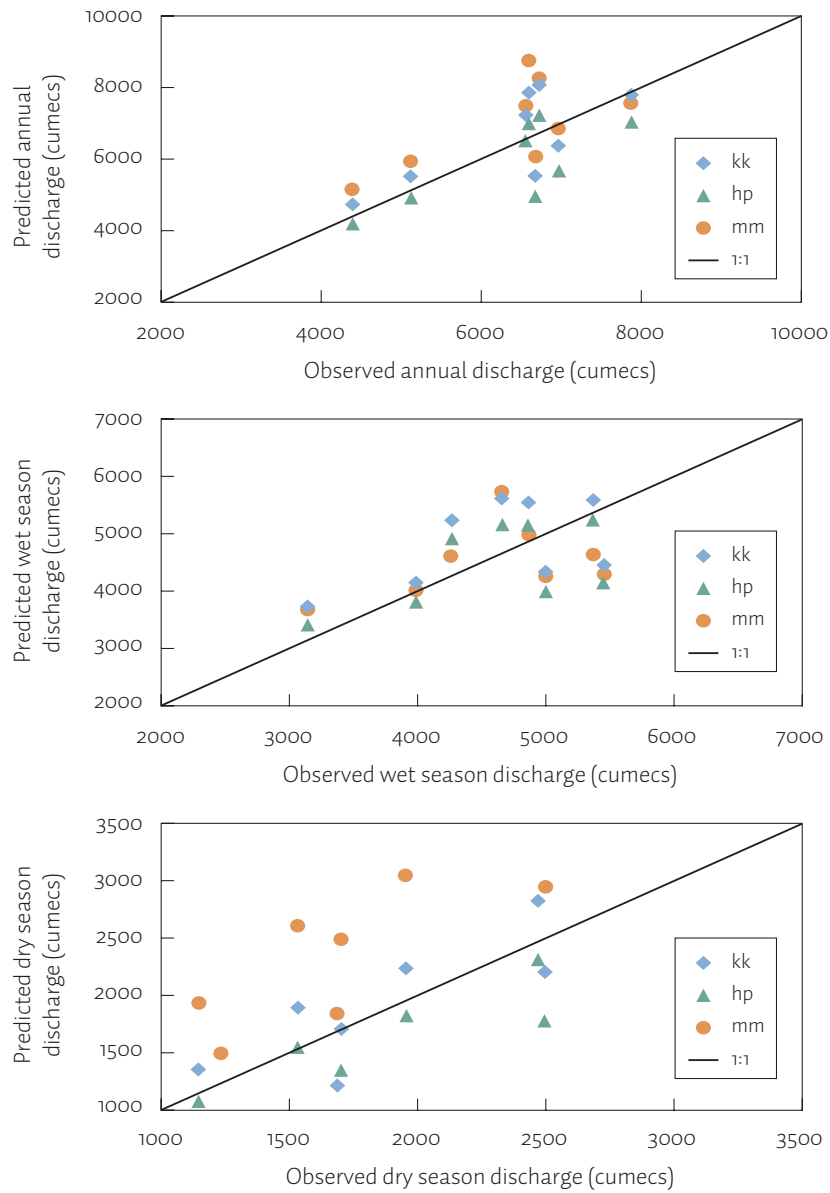 10000
8000
6000
4000
2000
Predicted annual
discharge (cumecs)
kk
hp
mm
1:1
2000 4000 6000 8000 10000
Observed annual discharge (cumecs)
7000
6000
5000
4000
3000
2000
Predicted wet season
discharge (cumecs)
kk
hp
mm
1:1
2000 3000 4000 5000 6000 7000
Observed wet season discharge (cumecs)
3500
3000
2500
2000
1500
1000
Predicted dry season
discharge (cumecs)
kk
hp
mm
1:1
1000 1500 2000 2500 3000 3500
Observed dry season discharge (cumecs)